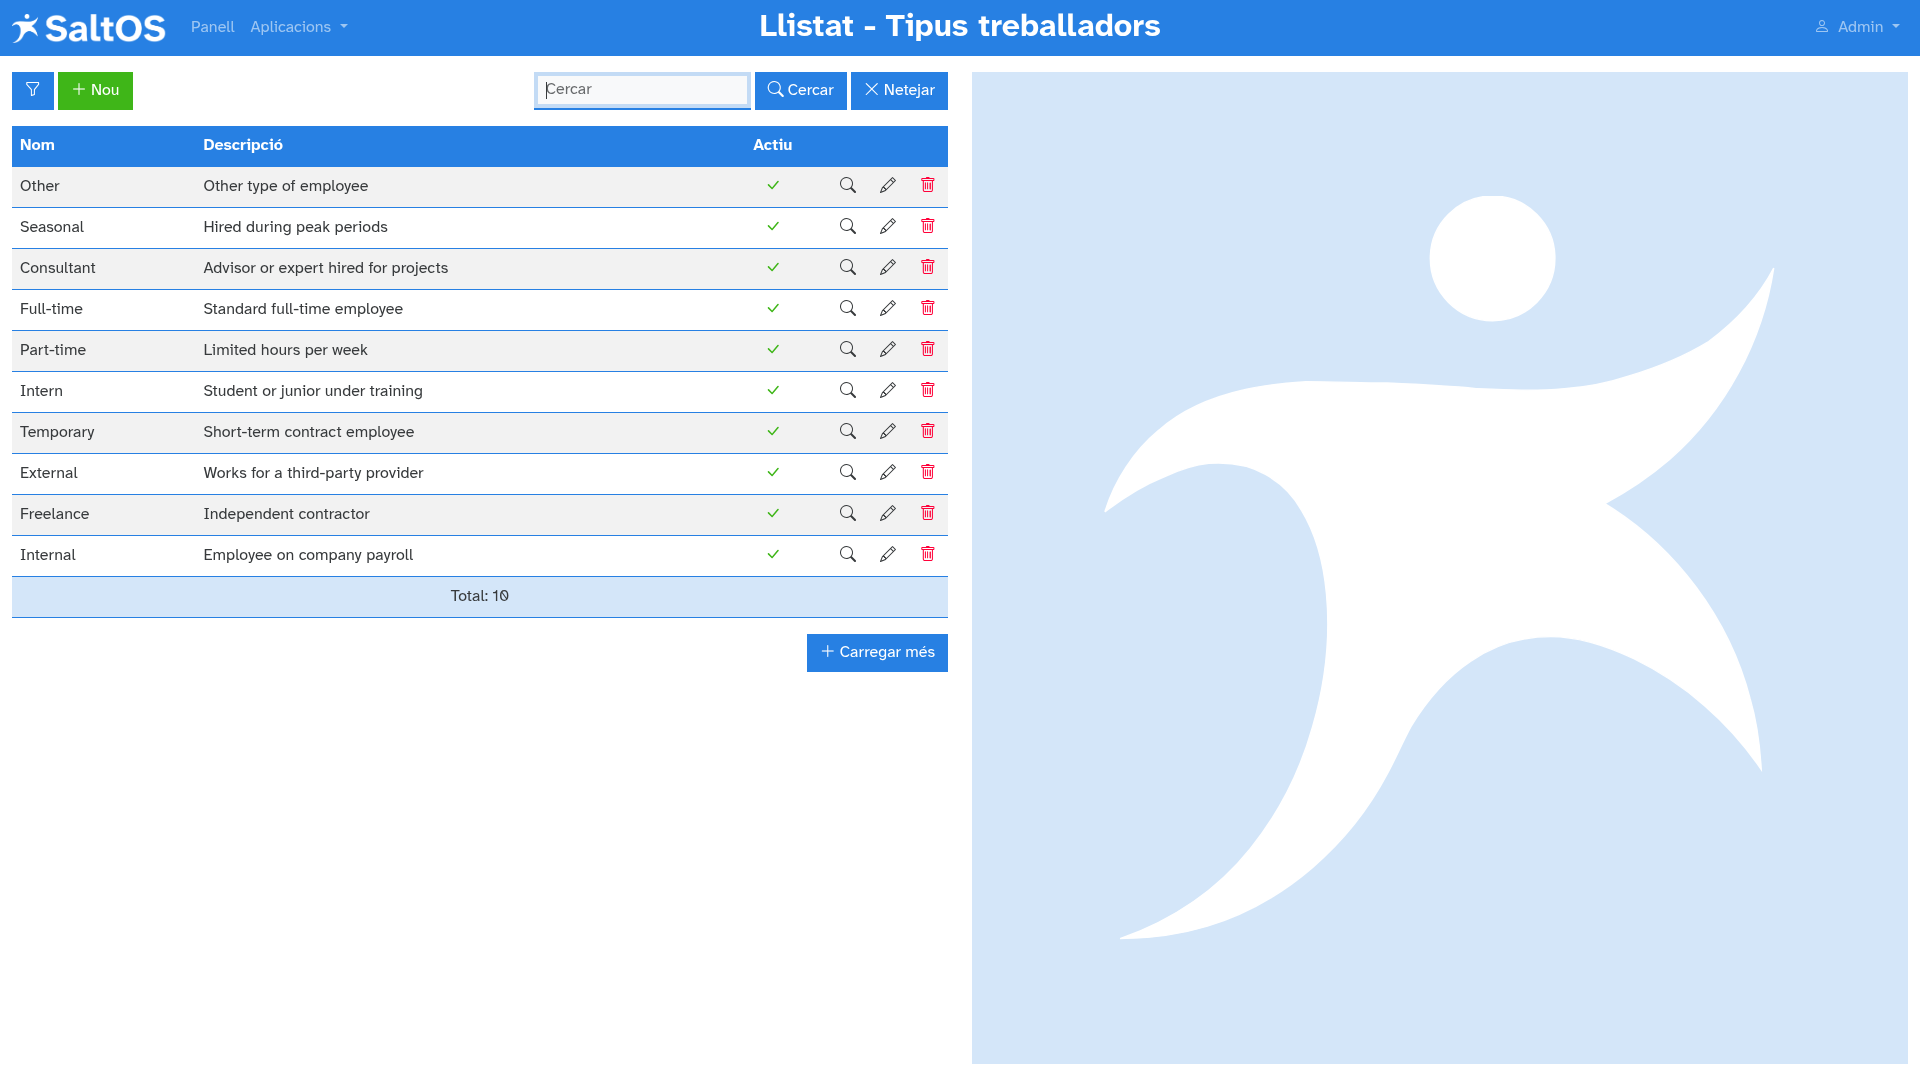 SaltOS Panell Aplicacions Llistat - Tipus treballadors Admin
Nou Cercar Cercar Netejar
Nom Descripció Actiu
Other Other type of employee
Seasonal Hired during peak periods
Consultant Advisor or expert hired for projects
Full-time Standard full-time employee
Part-time Limited hours per week
Intern Student or junior under training
Temporary Short-term contract employee
External Works for a third-party provider
Freelance Independent contractor
Internal Employee on company payroll
Total: 10
Carregar més